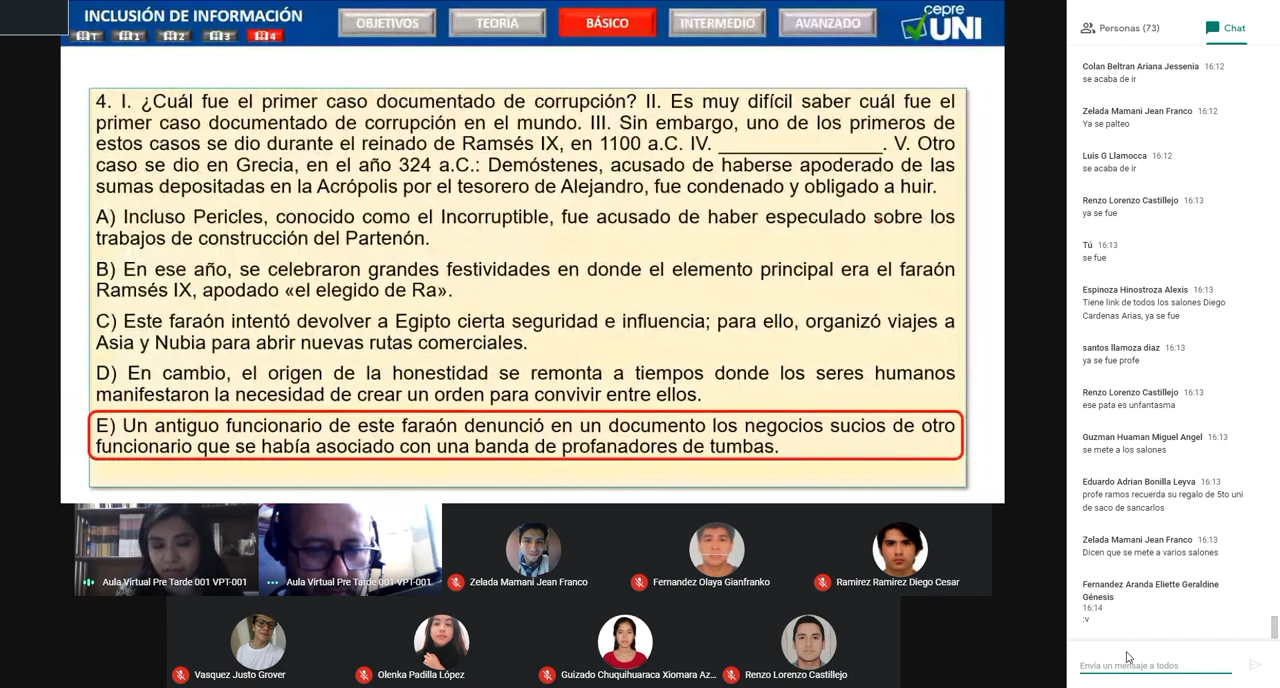 INCLUSIÓN DE INFORMACIÓN
T 1 2 3 4
OBJETIVOS
TEORÍA
BÁSICO
INTERMEDIO
AVANZADO
cepre
UNI
4. I. ¿Cuál fue el primer caso documentado de corrupción? II. Es muy difícil saber cuál fue el
primer caso documentado de corrupción en el mundo. III. Sin embargo, uno de los primeros de
estos casos se dio durante el reinado de Ramsés IX, en 1100 a.C. IV. _______________. V. Otro
caso se dio en Grecia, en el año 324 a.C.: Demóstenes, acusado de haberse apoderado de las
sumas depositadas en la Acrópolis por el tesorero de Alejandro, fue condenado y obligado a huir.
A) Incluso Pericles, conocido como el Incorruptible, fue acusado de haber especulado sobre los
trabajos de construcción del Partenón.
B) En ese año, se celebraron grandes festividades en donde el elemento principal era el faraón
Ramsés IX, apodado «el elegido de Ra».
C) Este faraón intentó devolver a Egipto cierta seguridad e influencia; para ello, organizó viajes a
Asia y Nubia para abrir nuevas rutas comerciales.
D) En cambio, el origen de la honestidad se remonta a tiempos donde los seres humanos
manifestaron la necesidad de crear un orden para convivir entre ellos.
E) Un antiguo funcionario de este faraón denunció en un documento los negocios sucios de otro
funcionario que se había asociado con una banda de profanadores de tumbas.
Aula Virtual Pre Tarde 001 VPT-001
Aula Virtual Pre Tarde 001 VPT-001
Zelada Mamani Jean Franco
Fernandez Olaya Gianfranko
Ramirez Ramirez Diego Cesar
Vasquez Justo Grover
Olenka Padilla López
Guizado Chuquihuaraca Xiomara Az...
Renzo Lorenzo Castillejo
Personas (73)
Chat
Colan Beltran Ariana Jessenia 16:12
se acaba de ir
Zelada Mamani Jean Franco 16:12
Ya se palteo
Luis G Llamocca 16:12
se acaba de ir
Renzo Lorenzo Castillejo 16:13
ya se fue
Tú 16:13
se fue
Espinoza Hinostroza Alexis 16:13
Tiene link de todos los salones Diego
Cardenas Arias, ya se fue
santos llamoza diaz 16:13
ya se fue profe
Renzo Lorenzo Castillejo 16:13
ese pata es unfantasma
Guzman Huaman Miguel Angel 16:13
se mete a los salones
Eduardo Adrian Bonilla Leyva 16:13
profe ramos recuerda su regalo de 5to uni
de saco de sancarlos
Zelada Mamani Jean Franco 16:13
Dicen que se mete a varios salones
Fernandez Aranda Eliette Geraldine
Génesis
16:14
:v
Envía un mensaje a todos